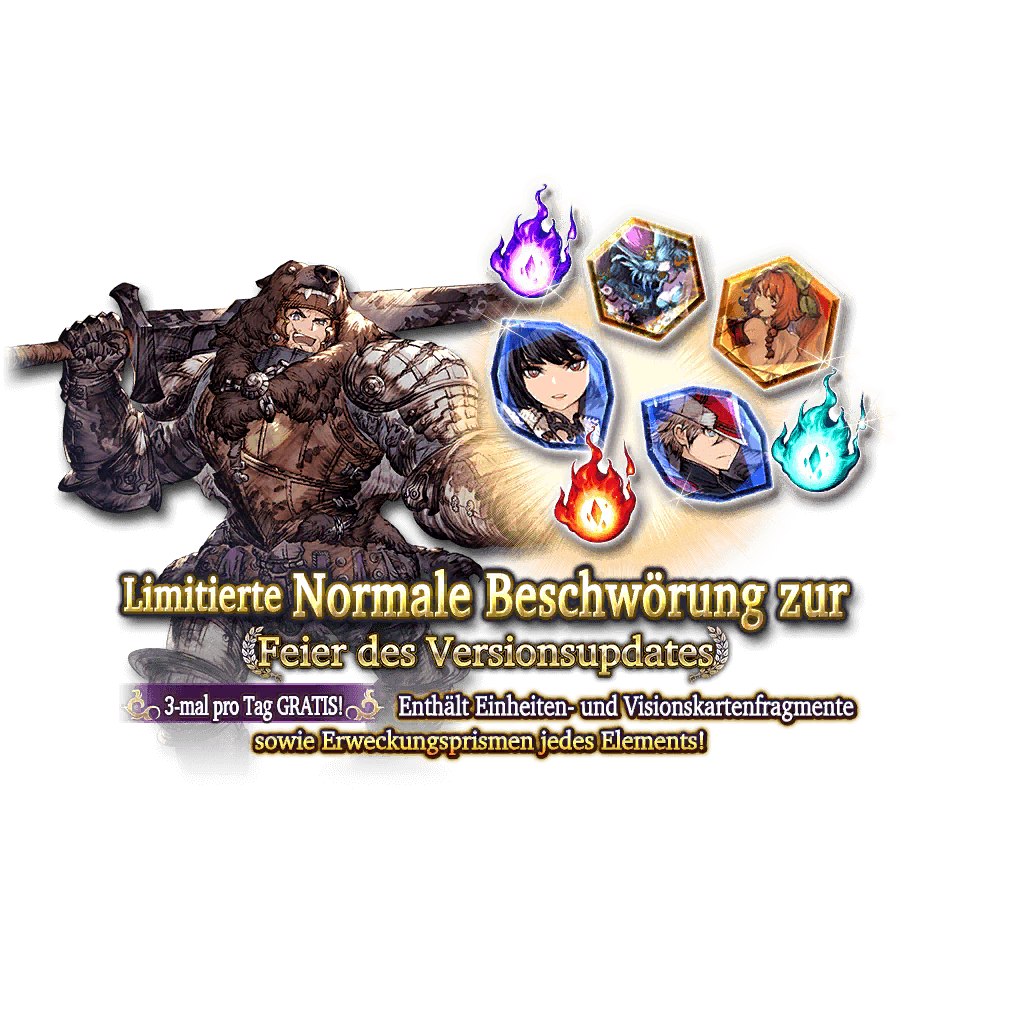 Limitierte Normale Beschwörung zur
Feier des Versionsupdates
3-mal pro Tag GRATIS! Enthält Einheiten- und Visionskartenfragmente
sowie Erweckungsprismen jedes Elements!